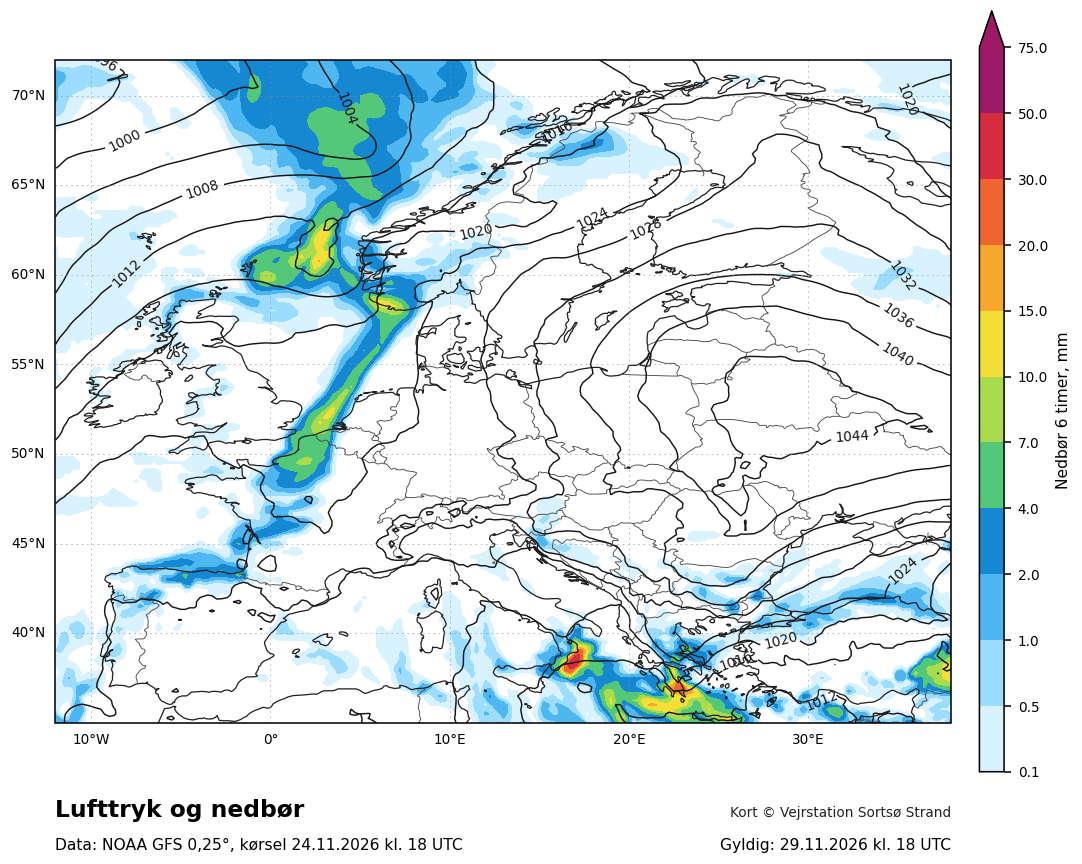 75.0
50.0
30.0
20.0
15.0
10.0
7.0
4.0
2.0
1.0
0.5
0.1
Nedbør 6 timer, mm
70°N
65°N
60°N
55°N
50°N
45°N
40°N
10°W
0°
10°E
20°E
30°E
1000
1004
1008
1012
1016
1020
1020
1024
1028
1032
1036
1040
1044
1024
1020
1012
Lufttryk og nedbør
Kort © Vejrstation Sortsø Strand
Data: NOAA GFS 0,25°, kørsel 24.11.2026 kl. 18 UTC
Gyldig: 29.11.2026 kl. 18 UTC